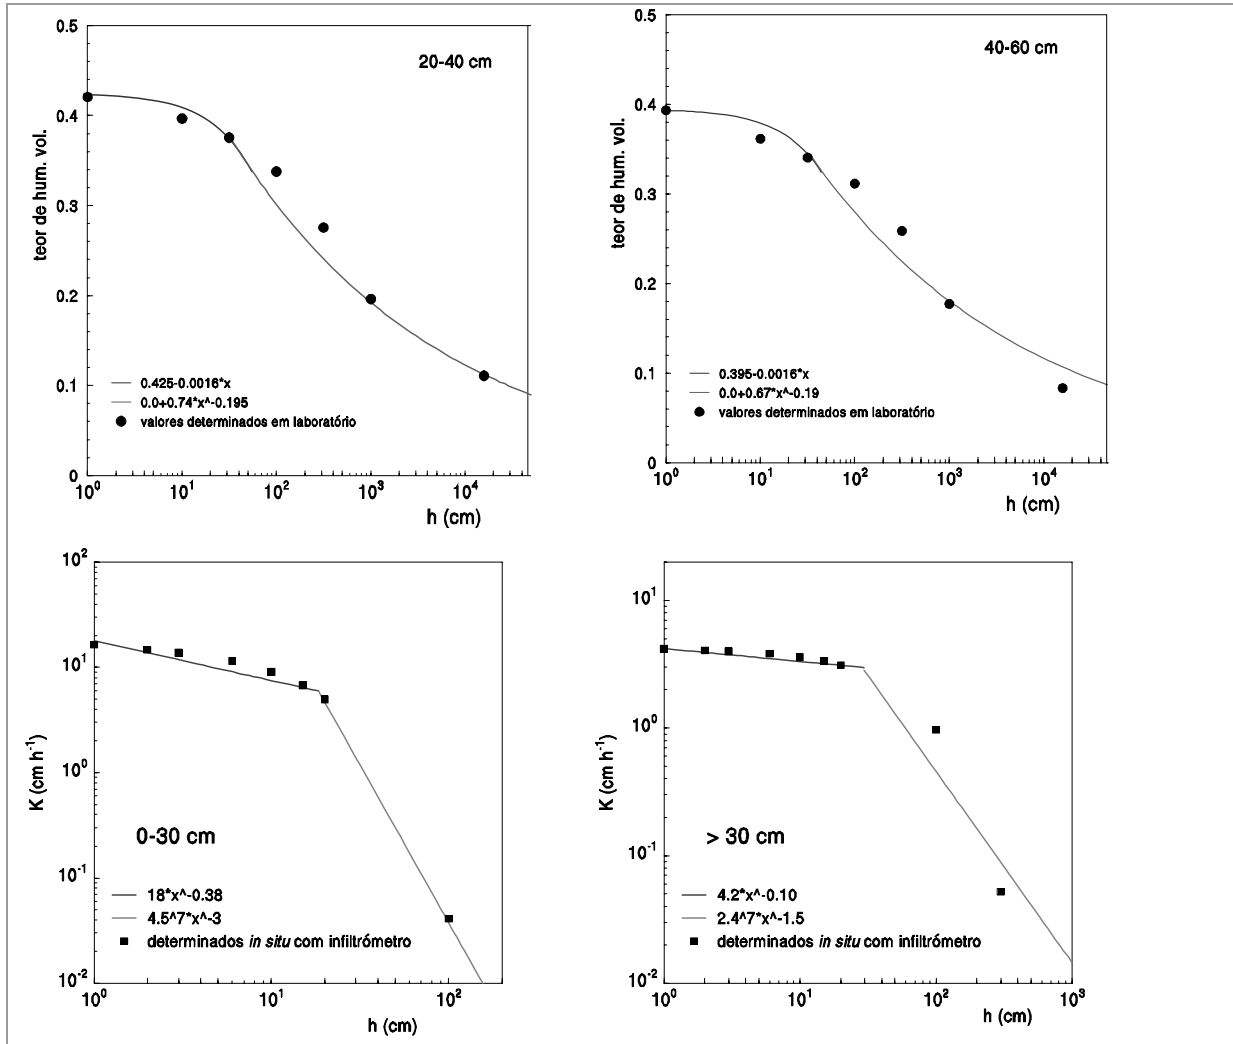 20-40 cm
teor de hum. vol.
0.5
0.4
0.3
0.2
0.1
0
0.425-0.0016*x
0.0+0.74*x^-0.195
valores determinados em laboratório
10^0
10^1
10^2
10^3
10^4
h (cm)
40-60 cm
teor de hum. vol.
0.5
0.4
0.3
0.2
0.1
0
0.395-0.0016*x
0.0+0.67*x^-0.19
valores determinados em laboratório
10^0
10^1
10^2
10^3
10^4
h (cm)
K (cm h^-1)
10^2
10^1
10^0
10^-1
10^-2
0-30 cm
18*x^-0.38
4.5^7*x^-3
determinados in situ com infiltrómetro
10^0
10^1
10^2
h (cm)
K (cm h^-1)
10^1
10^0
10^-1
10^-2
> 30 cm
4.2*x^-0.10
2.4^7*x^-1.5
determinados in situ com infiltrómetro
10^0
10^1
10^2
10^3
h (cm)